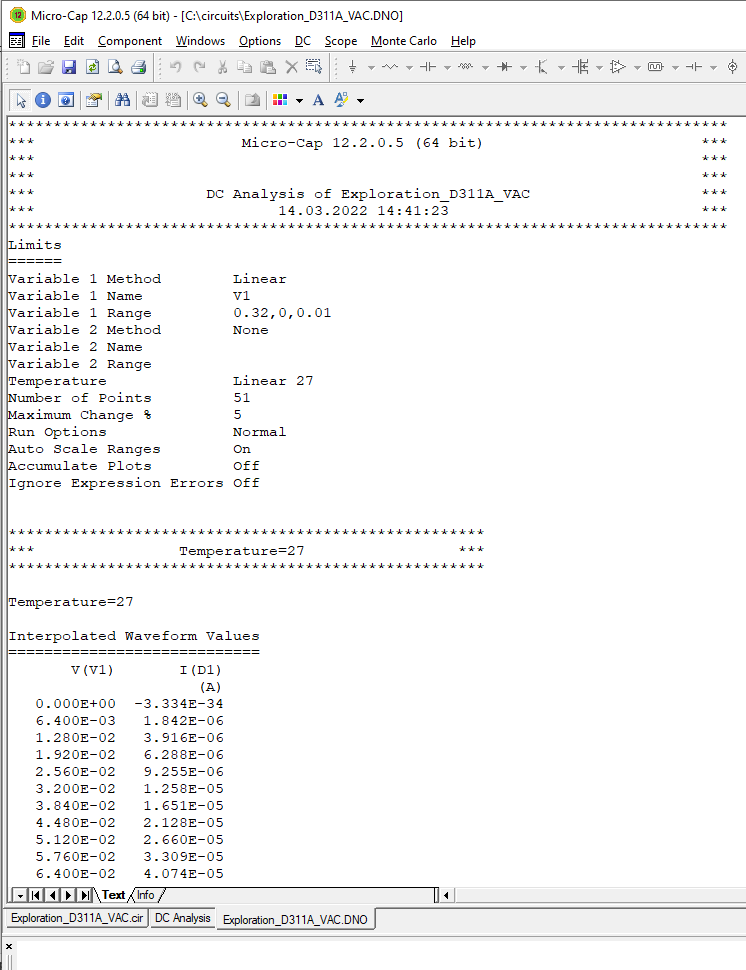 12 Micro-Cap 12.2.0.5 (64 bit) - [C:\circuits\Exploration_D311A_VAC.DNO]
File Edit Component Windows Options DC Scope Monte Carlo Help
********************************************************************************
*** Micro-Cap 12.2.0.5 (64 bit) ***
*** ***
*** ***
*** DC Analysis of Exploration_D311A_VAC ***
*** 14.03.2022 14:41:23 ***
********************************************************************************
Limits
======
Variable 1 Method Linear
Variable 1 Name V1
Variable 1 Range 0.32,0,0.01
Variable 2 Method None
Variable 2 Name
Variable 2 Range
Temperature Linear 27
Number of Points 51
Maximum Change % 5
Run Options Normal
Auto Scale Ranges On
Accumulate Plots Off
Ignore Expression Errors Off
*****************************************************
*** Temperature=27 ***
*****************************************************
Temperature=27
Interpolated Waveform Values
============================
V(V1) I(D1)
(A)
0.000E+00 -3.334E-34
6.400E-03 1.842E-06
1.280E-02 3.916E-06
1.920E-02 6.288E-06
2.560E-02 9.255E-06
3.200E-02 1.258E-05
3.840E-02 1.651E-05
4.480E-02 2.128E-05
5.120E-02 2.660E-05
5.760E-02 3.309E-05
6.400E-02 4.074E-05
Text Info
Exploration_D311A_VAC.cir DC Analysis Exploration_D311A_VAC.DNO